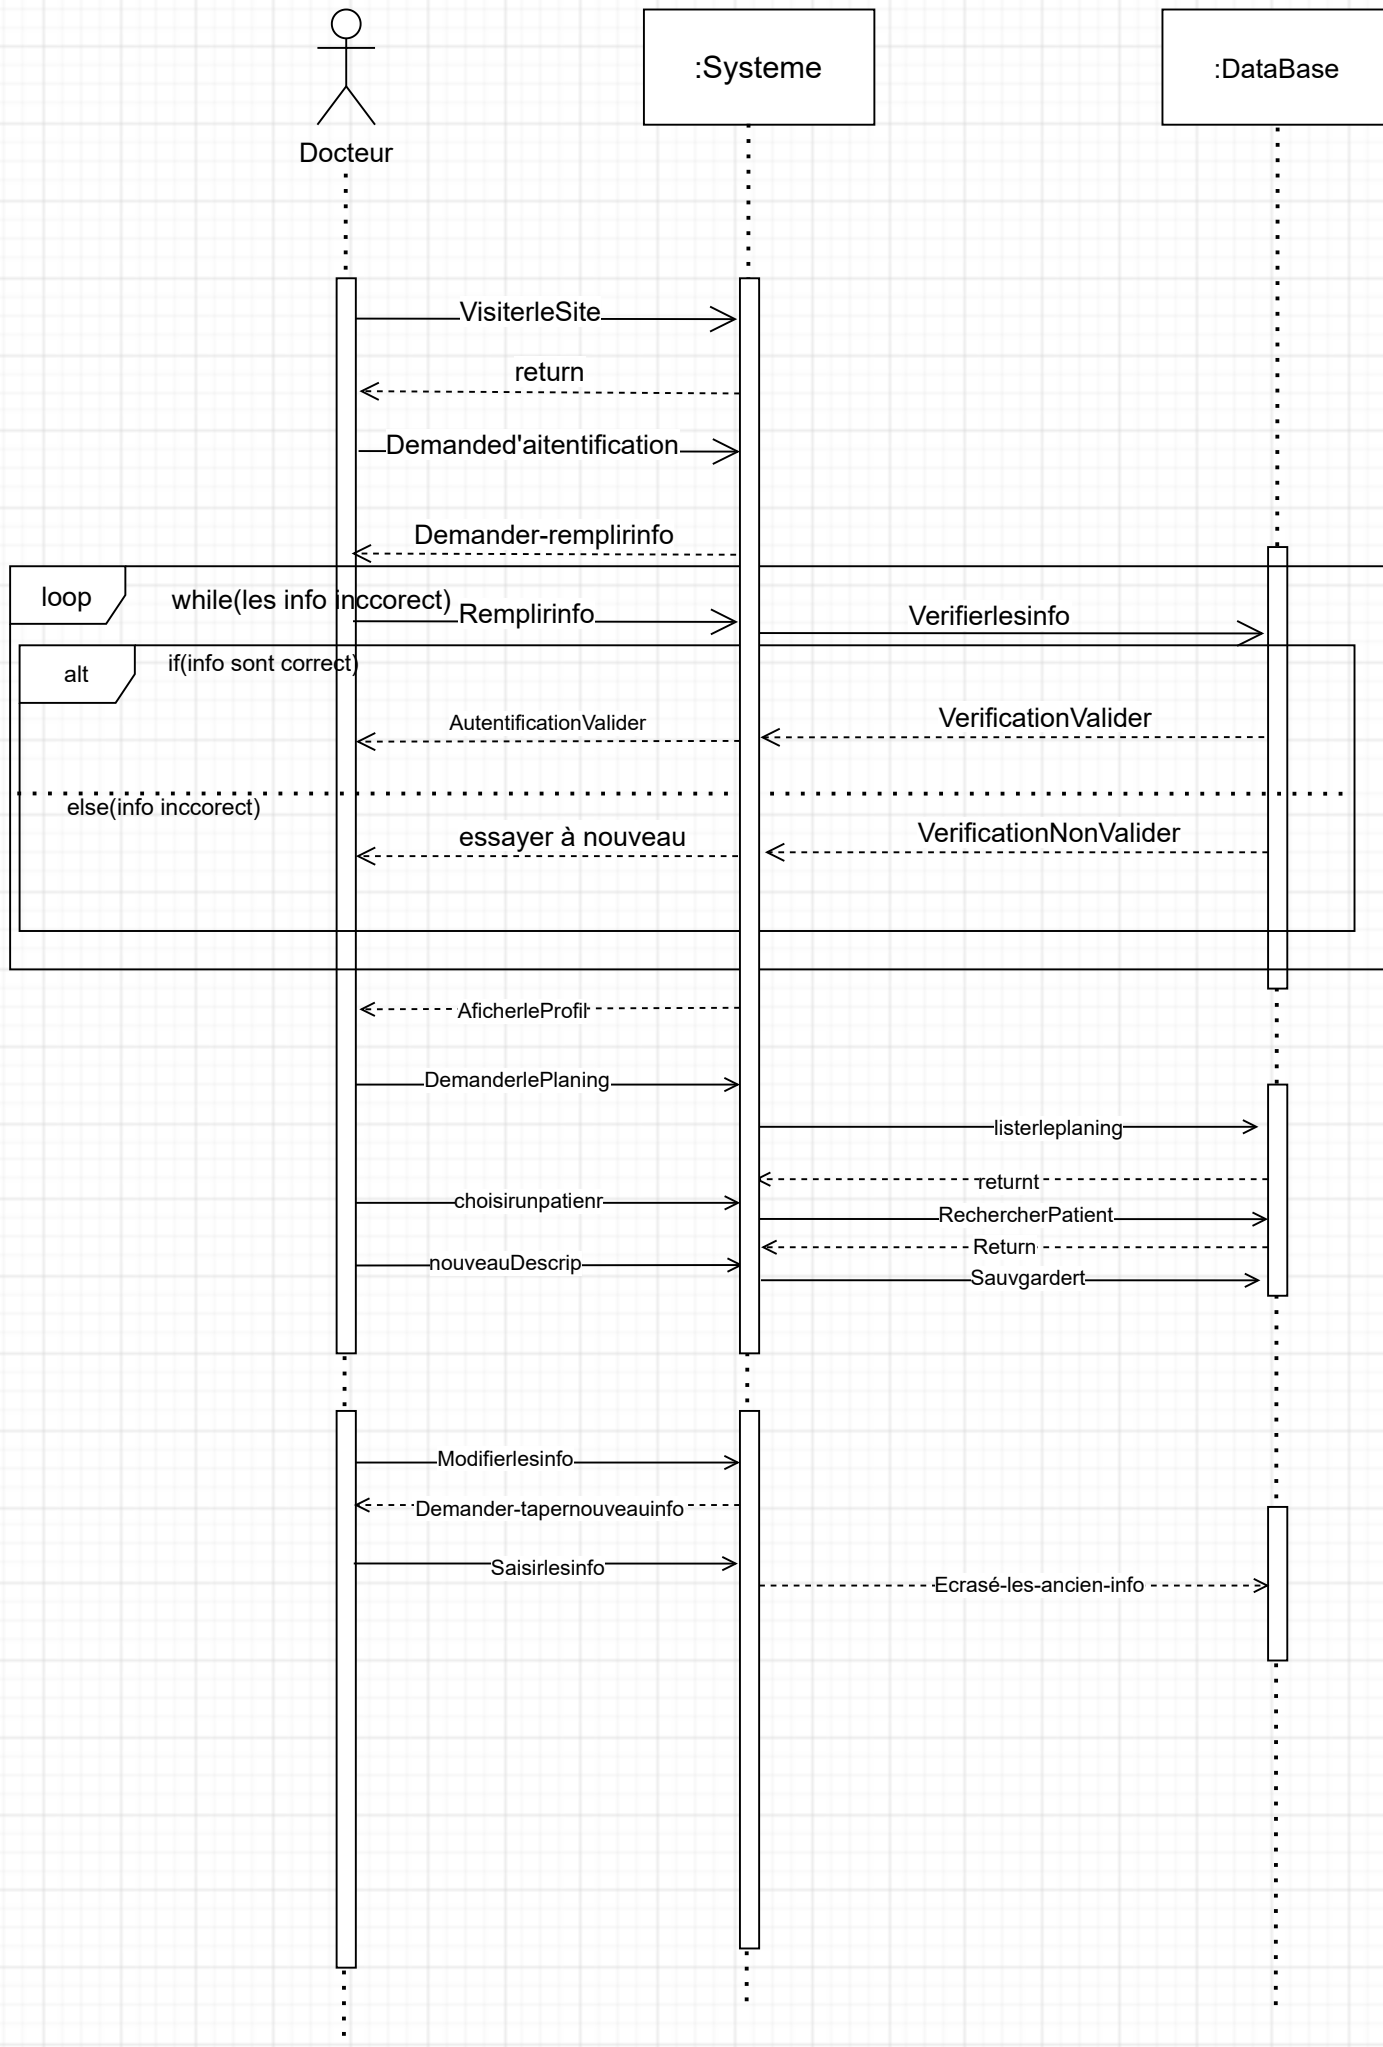 :Systeme
:DataBase
Docteur
VisiterleSite
return
Demanded'aitentification
Demander-remplirinfo
loop
while(les info inccorect)
Remplirinfo
Verifierlesinfo
alt
if(info sont correct)
AutentificationValider
VerificationValider
else(info inccorect)
essayer à nouveau
VerificationNonValider
AficherleProfil
DemanderlePlaning
listerleplaning
returnt
choisirunpatienr
RechercherPatient
Return
nouveauDescrip
Sauvgardert
Modifierlesinfo
Demander-tapernouveauinfo
Saisirlesinfo
Ecrasé-les-ancien-info